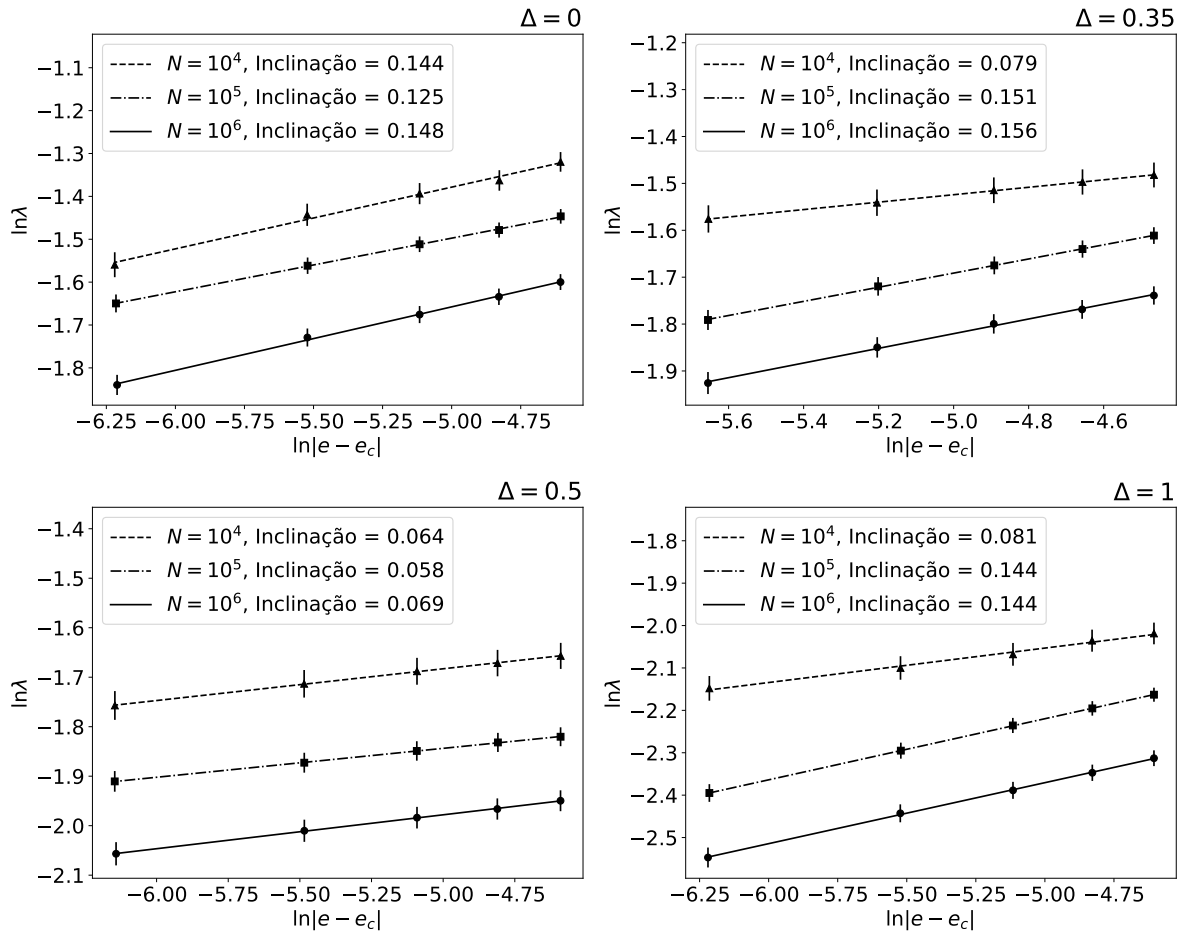 Δ = 0
−1.1
−1.2
−1.3
−1.4
−1.5
−1.6
−1.7
−1.8
lnλ
N = 10⁴, Inclinação = 0.144
N = 10⁵, Inclinação = 0.125
N = 10⁶, Inclinação = 0.148
−6.25 −6.00 −5.75 −5.50 −5.25 −5.00 −4.75
ln|e − e_c|
Δ = 0.35
−1.2
−1.3
−1.4
−1.5
−1.6
−1.7
−1.8
−1.9
lnλ
N = 10⁴, Inclinação = 0.079
N = 10⁵, Inclinação = 0.151
N = 10⁶, Inclinação = 0.156
−5.6 −5.4 −5.2 −5.0 −4.8 −4.6
ln|e − e_c|
Δ = 0.5
−1.4
−1.5
−1.6
−1.7
−1.8
−1.9
−2.0
−2.1
lnλ
N = 10⁴, Inclinação = 0.064
N = 10⁵, Inclinação = 0.058
N = 10⁶, Inclinação = 0.069
−6.00 −5.75 −5.50 −5.25 −5.00 −4.75
ln|e − e_c|
Δ = 1
−1.8
−1.9
−2.0
−2.1
−2.2
−2.3
−2.4
−2.5
lnλ
N = 10⁴, Inclinação = 0.081
N = 10⁵, Inclinação = 0.144
N = 10⁶, Inclinação = 0.144
−6.25 −6.00 −5.75 −5.50 −5.25 −5.00 −4.75
ln|e − e_c|